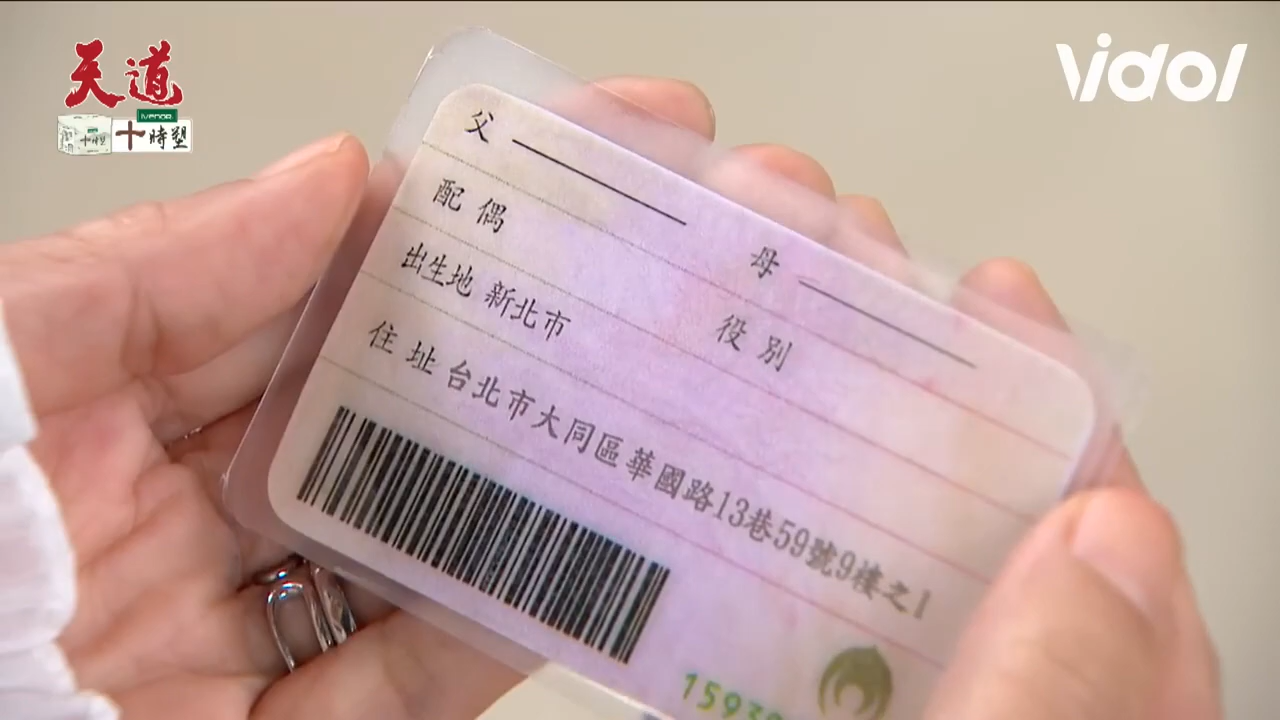 天道
ivenor
十時塑
Vidol
父
母
配偶
役別
出生地 新北市
住址 台北市大同區華國路13巷59號9樓之1